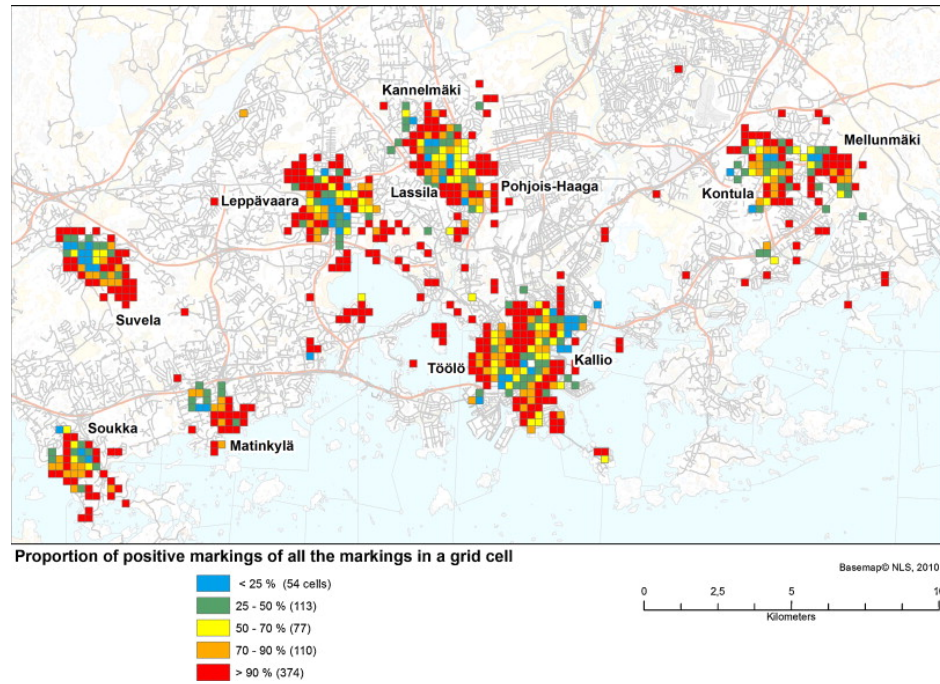 Kannelmäki
Mellunmäki
Lassila
Pohjois-Haaga
Leppävaara
Kontula
Suvela
Töölö
Kallio
Soukka
Matinkylä
Proportion of positive markings of all the markings in a grid cell
Basemap© NLS, 2010
< 25 % (54 cells)
25 - 50 % (113)
50 - 70 % (77)
70 - 90 % (110)
> 90 % (374)
0 2,5 5 10
Kilometers